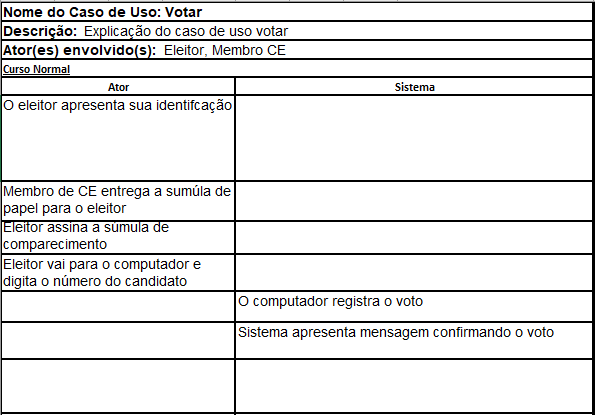 Nome do Caso de Uso: Votar
Descrição: Explicação do caso de uso votar
Ator(es) envolvido(s): Eleitor, Membro CE
Curso Normal
Ator
Sistema
O eleitor apresenta sua identifcação
Membro de CE entrega a sumúla de
papel para o eleitor
Eleitor assina a súmula de
comparecimento
Eleitor vai para o computador e
digita o número do candidato
O computador registra o voto
Sistema apresenta mensagem confirmando o voto